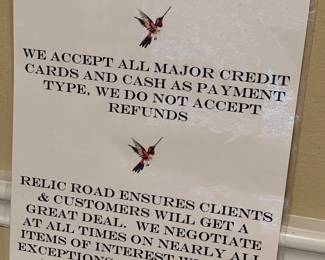 WE ACCEPT ALL MAJOR CREDIT
CARDS AND CASH AS PAYMENT
TYPE, WE DO NOT ACCEPT
REFUNDS
RELIC ROAD ENSURES CLIENTS
& CUSTOMERS WILL GET A
GREAT DEAL. WE NEGOTIATE
AT ALL TIMES ON NEARLY ALL
ITEMS OF INTEREST
EXCEPTIONS